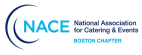 NACE
National Association
for Catering & Events
BOSTON CHAPTER